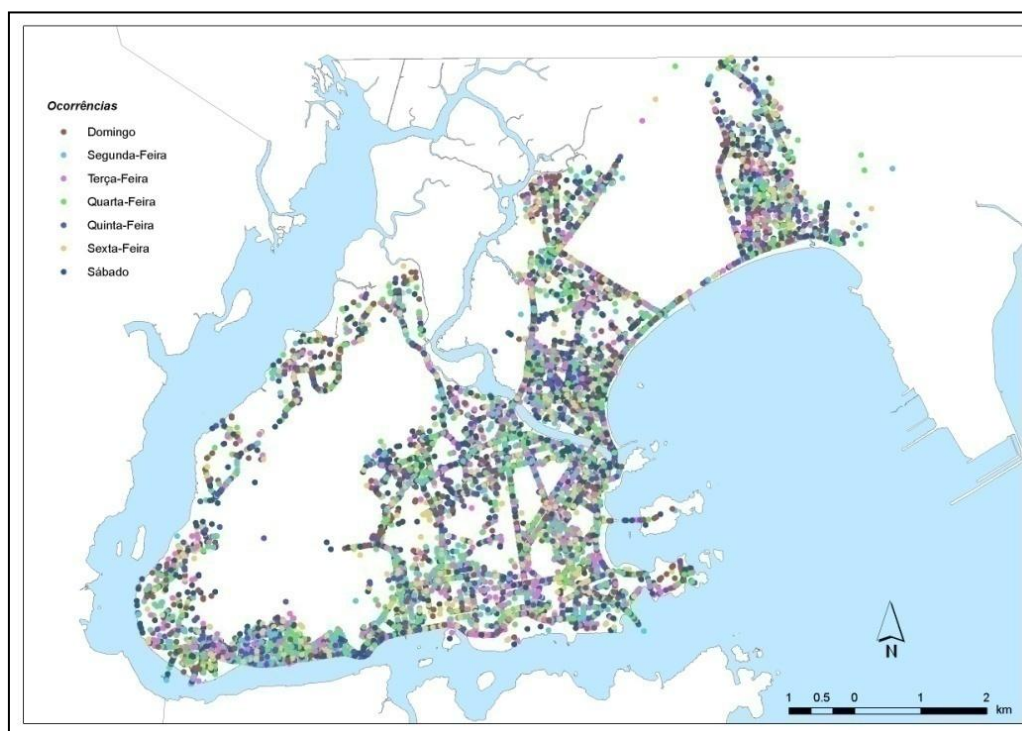 Ocorrências
Domingo
Segunda-Feira
Terça-Feira
Quarta-Feira
Quinta-Feira
Sexta-Feira
Sábado
N
1 0.5 0 1 2
km